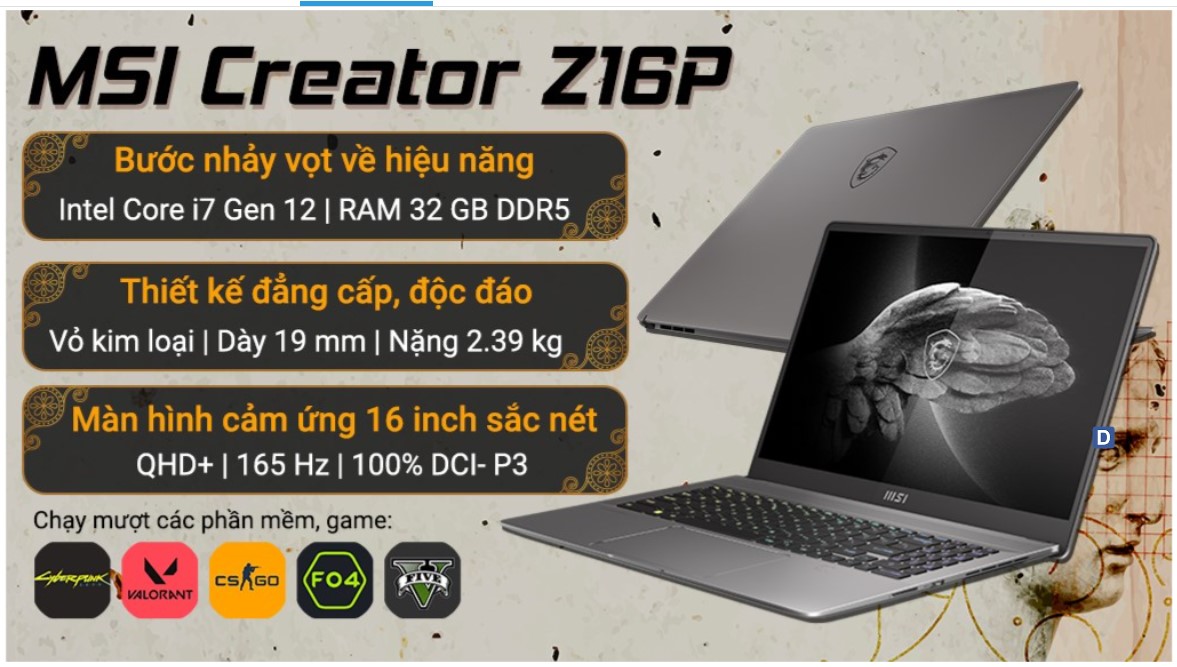 MSI Creator Z16P
Bước nhảy vọt về hiệu năng
Intel Core i7 Gen 12 | RAM 32 GB DDR5
Thiết kế đẳng cấp, độc đáo
Vỏ kim loại | Dày 19 mm | Nặng 2.39 kg
Màn hình cảm ứng 16 inch sắc nét
QHD+ | 165 Hz | 100% DCI- P3
D
msi
Chạy mượt các phần mềm, game:
Cyberpunk
VALORANT
CS GO
FO4
V
FIVE